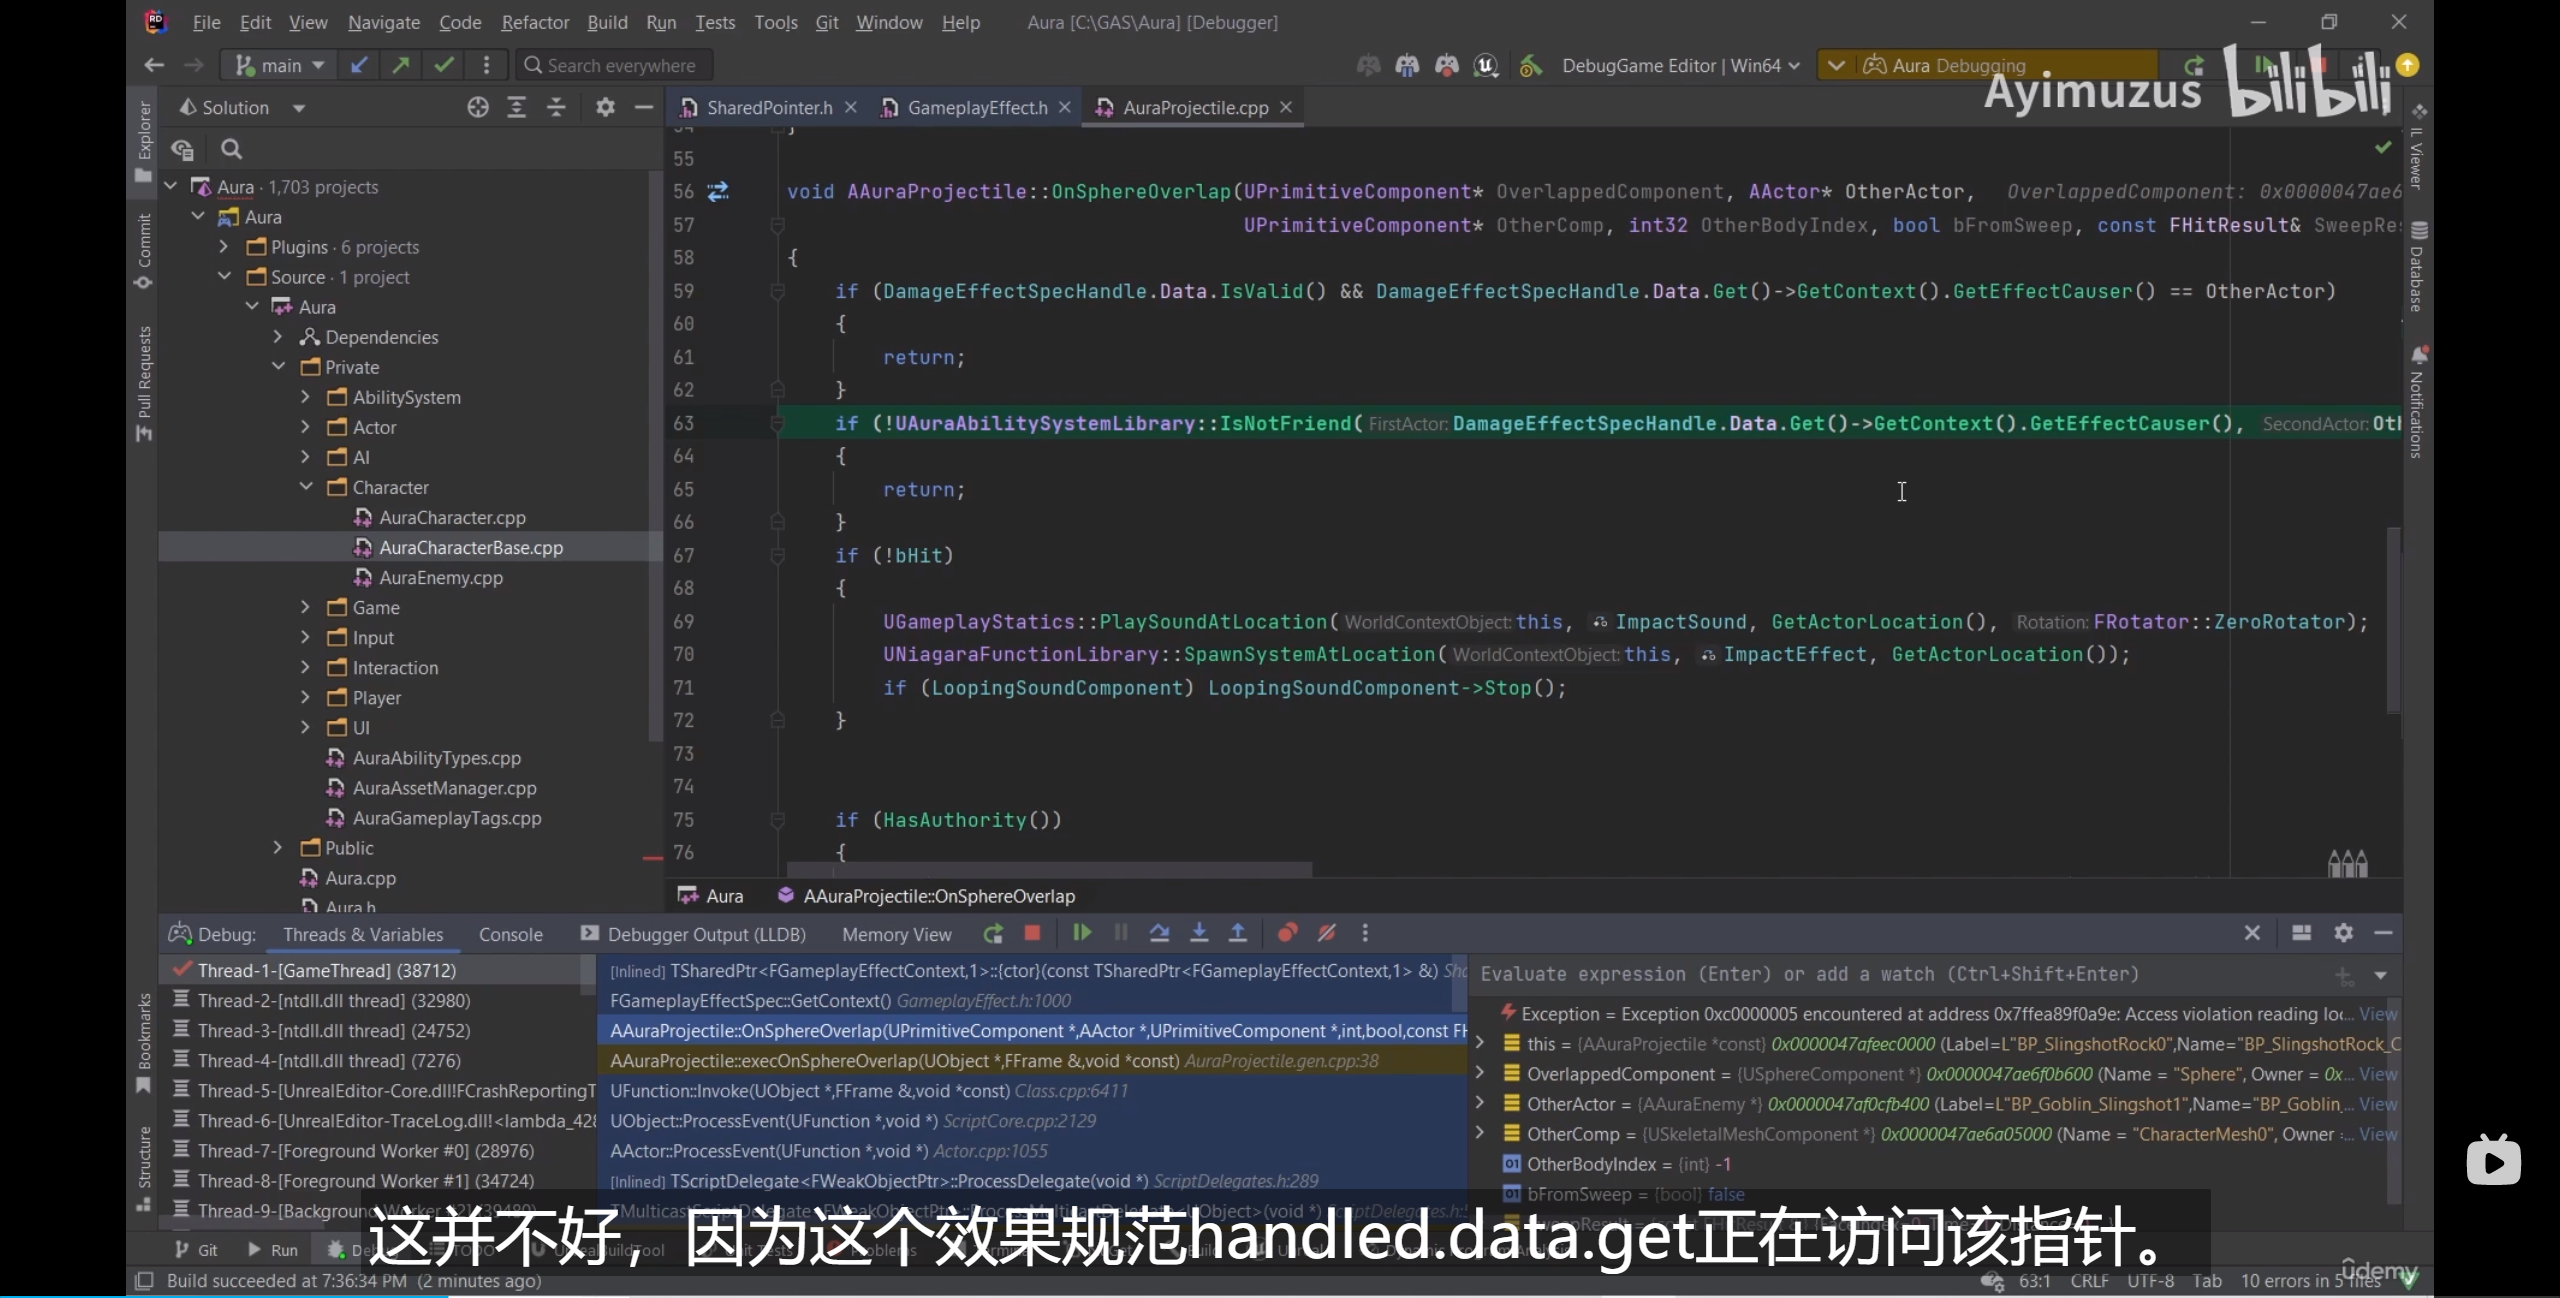 File Edit View Navigate Code Refactor Build Run Tests Tools Git Window Help Aura [C:\GAS\Aura] [Debugger]
main Search everywhere DebugGame Editor | Win64 Aura Debugging
Ayimuzus bilibili
Solution SharedPointer.h GameplayEffect.h AuraProjectile.cpp
Explorer
Commit
Pull Requests
Bookmarks
Structure
IL Viewer
Database
Notifications
Aura · 1,703 projects
Aura
Plugins · 6 projects
Source · 1 project
Aura
Dependencies
Private
AbilitySystem
Actor
AI
Character
AuraCharacter.cpp
AuraCharacterBase.cpp
AuraEnemy.cpp
Game
Input
Interaction
Player
UI
AuraAbilityTypes.cpp
AuraAssetManager.cpp
AuraGameplayTags.cpp
Public
Aura.cpp
Aura.h
55
56 void AAuraProjectile::OnSphereOverlap(UPrimitiveComponent* OverlappedComponent, AActor* OtherActor, OverlappedComponent: 0x0000047ae6
57 UPrimitiveComponent* OtherComp, int32 OtherBodyIndex, bool bFromSweep, const FHitResult& SweepRe
58 {
59 if (DamageEffectSpecHandle.Data.IsValid() && DamageEffectSpecHandle.Data.Get()->GetContext().GetEffectCauser() == OtherActor)
60 {
61 return;
62 }
63 if (!UAuraAbilitySystemLibrary::IsNotFriend( FirstActor: DamageEffectSpecHandle.Data.Get()->GetContext().GetEffectCauser(), SecondActor: Oth
64 {
65 return;
66 }
67 if (!bHit)
68 {
69 UGameplayStatics::PlaySoundAtLocation( WorldContextObject: this, ImpactSound, GetActorLocation(), Rotation: FRotator::ZeroRotator);
70 UNiagaraFunctionLibrary::SpawnSystemAtLocation( WorldContextObject: this, ImpactEffect, GetActorLocation());
71 if (LoopingSoundComponent) LoopingSoundComponent->Stop();
72 }
73
74
75 if (HasAuthority())
76 {
Aura AAuraProjectile::OnSphereOverlap
Debug: Threads & Variables Console Debugger Output (LLDB) Memory View
Thread-1-[GameThread] (38712)
Thread-2-[ntdll.dll thread] (32980)
Thread-3-[ntdll.dll thread] (24752)
Thread-4-[ntdll.dll thread] (7276)
Thread-5-[UnrealEditor-Core.dll!FCrashReportingT
Thread-6-[UnrealEditor-TraceLog.dll!<lambda_428
Thread-7-[Foreground Worker #0] (28976)
Thread-8-[Foreground Worker #1] (34724)
[Inlined] TSharedPtr<FGameplayEffectContext,1>::{ctor}(const TSharedPtr<FGameplayEffectContext,1> &) Sha
FGameplayEffectSpec::GetContext() GameplayEffect.h:1000
AAuraProjectile::OnSphereOverlap(UPrimitiveComponent *,AActor *,UPrimitiveComponent *,int,bool,const FH
AAuraProjectile::execOnSphereOverlap(UObject *,FFrame &,void *const) AuraProjectile.gen.cpp:38
UFunction::Invoke(UObject *,FFrame &,void *const) Class.cpp:6411
UObject::ProcessEvent(UFunction *,void *) ScriptCore.cpp:2129
AActor::ProcessEvent(UFunction *,void *) Actor.cpp:1055
[Inlined] TScriptDelegate<FWeakObjectPtr>::ProcessDelegate(void *) ScriptDelegates.h:289
Evaluate expression (Enter) or add a watch (Ctrl+Shift+Enter)
Exception = Exception 0xc0000005 encountered at address 0x7ffea89f0a9e: Access violation reading loc... View
this = {AAuraProjectile *const} 0x0000047afeec0000 (Label=L"BP_SlingshotRock0",Name="BP_SlingshotRock_C
OverlappedComponent = {USphereComponent *} 0x0000047ae6f0b600 (Name = "Sphere", Owner = 0x... View
OtherActor = {AAuraEnemy *} 0x0000047af0cfb400 (Label=L"BP_Goblin_Slingshot1",Name="BP_Goblin_... View
OtherComp = {USkeletalMeshComponent *} 0x0000047ae6a05000 (Name = "CharacterMesh0", Owner :... View
OtherBodyIndex = {int} -1
bFromSweep = {bool} false
这并不好，因为这个效果规范handled.data.get正在访问该指针。
Git Run
Build succeeded at 7:36:34 PM (2 minutes ago) 63:1 CRLF UTF-8 Tab 10 errors in 5 files
ûdemy